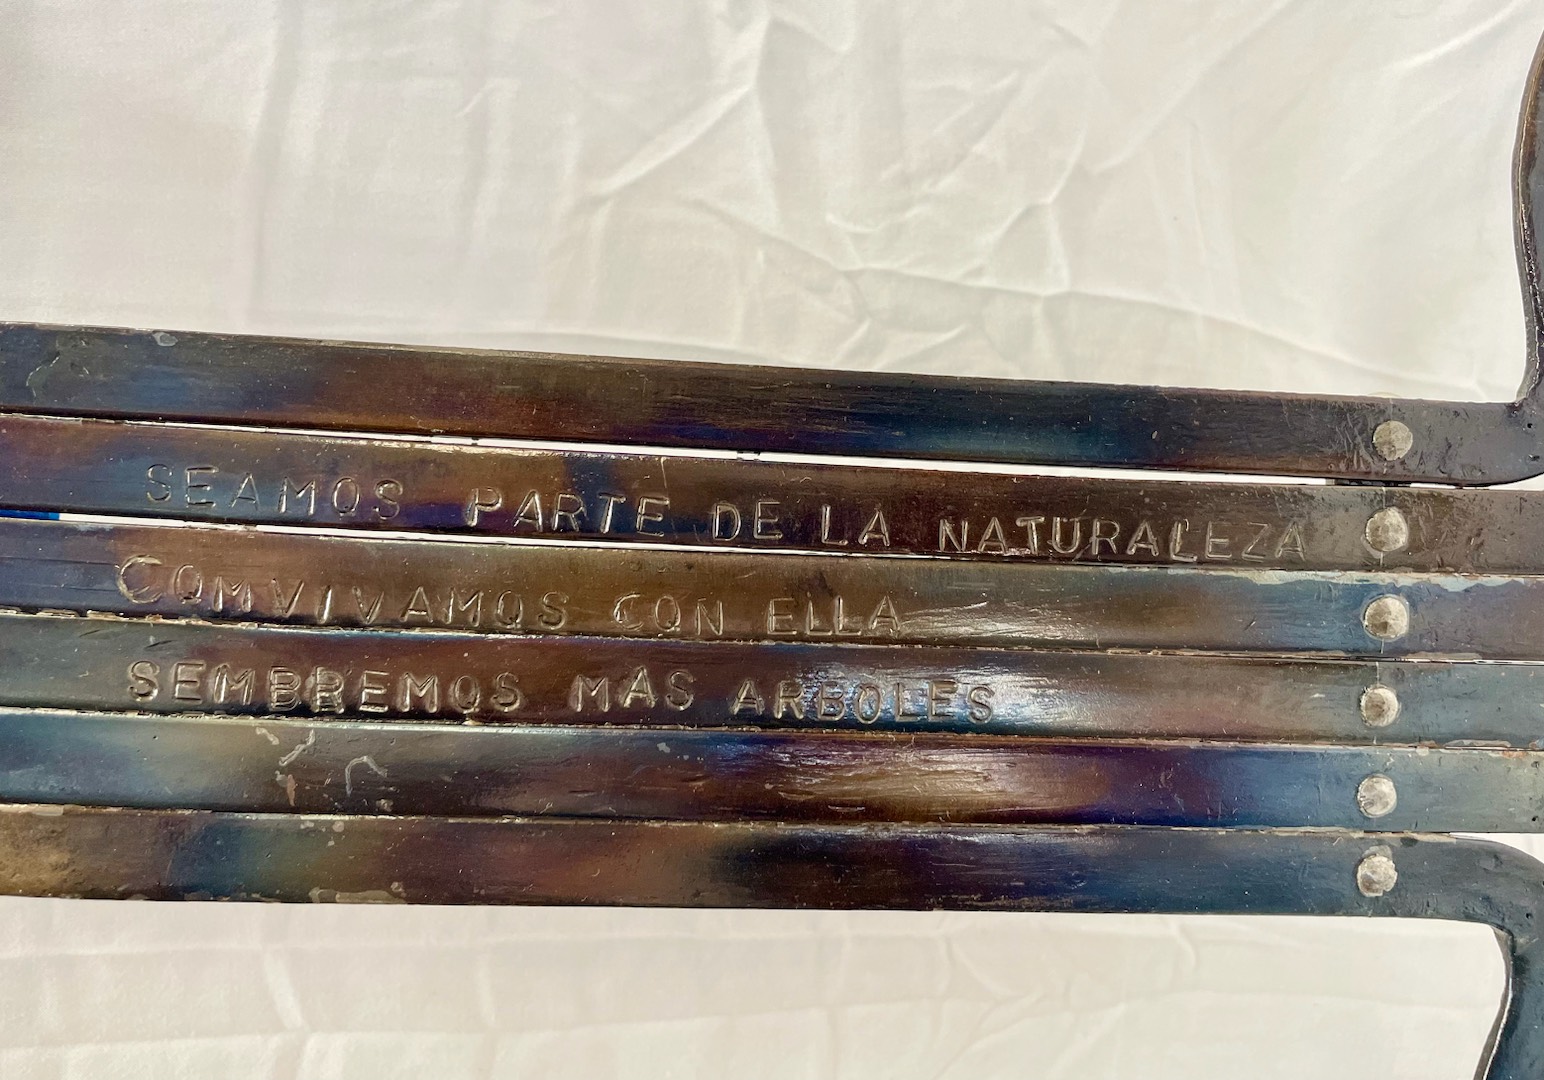 SEAMOS PARTE DE LA NATURALEZA
COMVIVAMOS CON ELLA
SEMBREMOS MAS ARBOLES